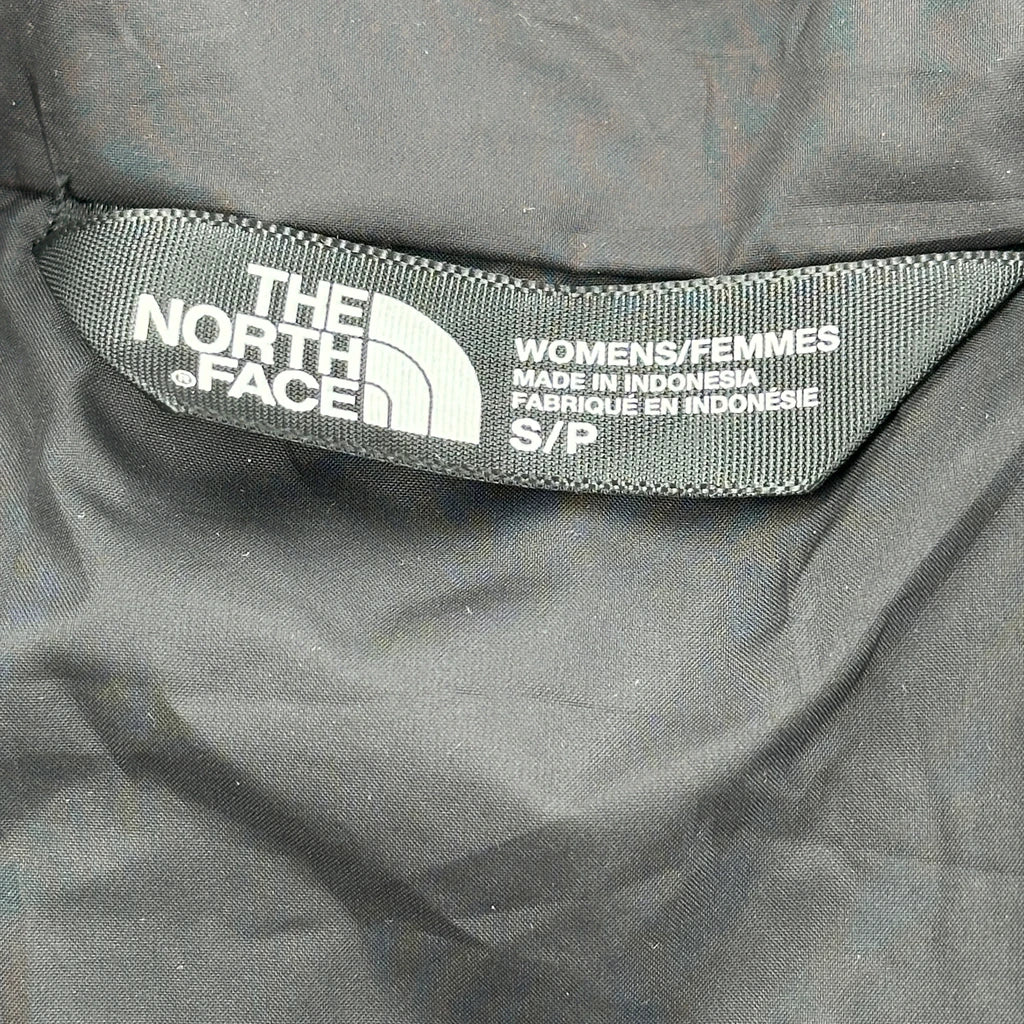 THE
NORTH
®FACE
WOMENS/FEMMES
MADE IN INDONESIA
FABRIQUÉ EN INDONÉSIE
S/P